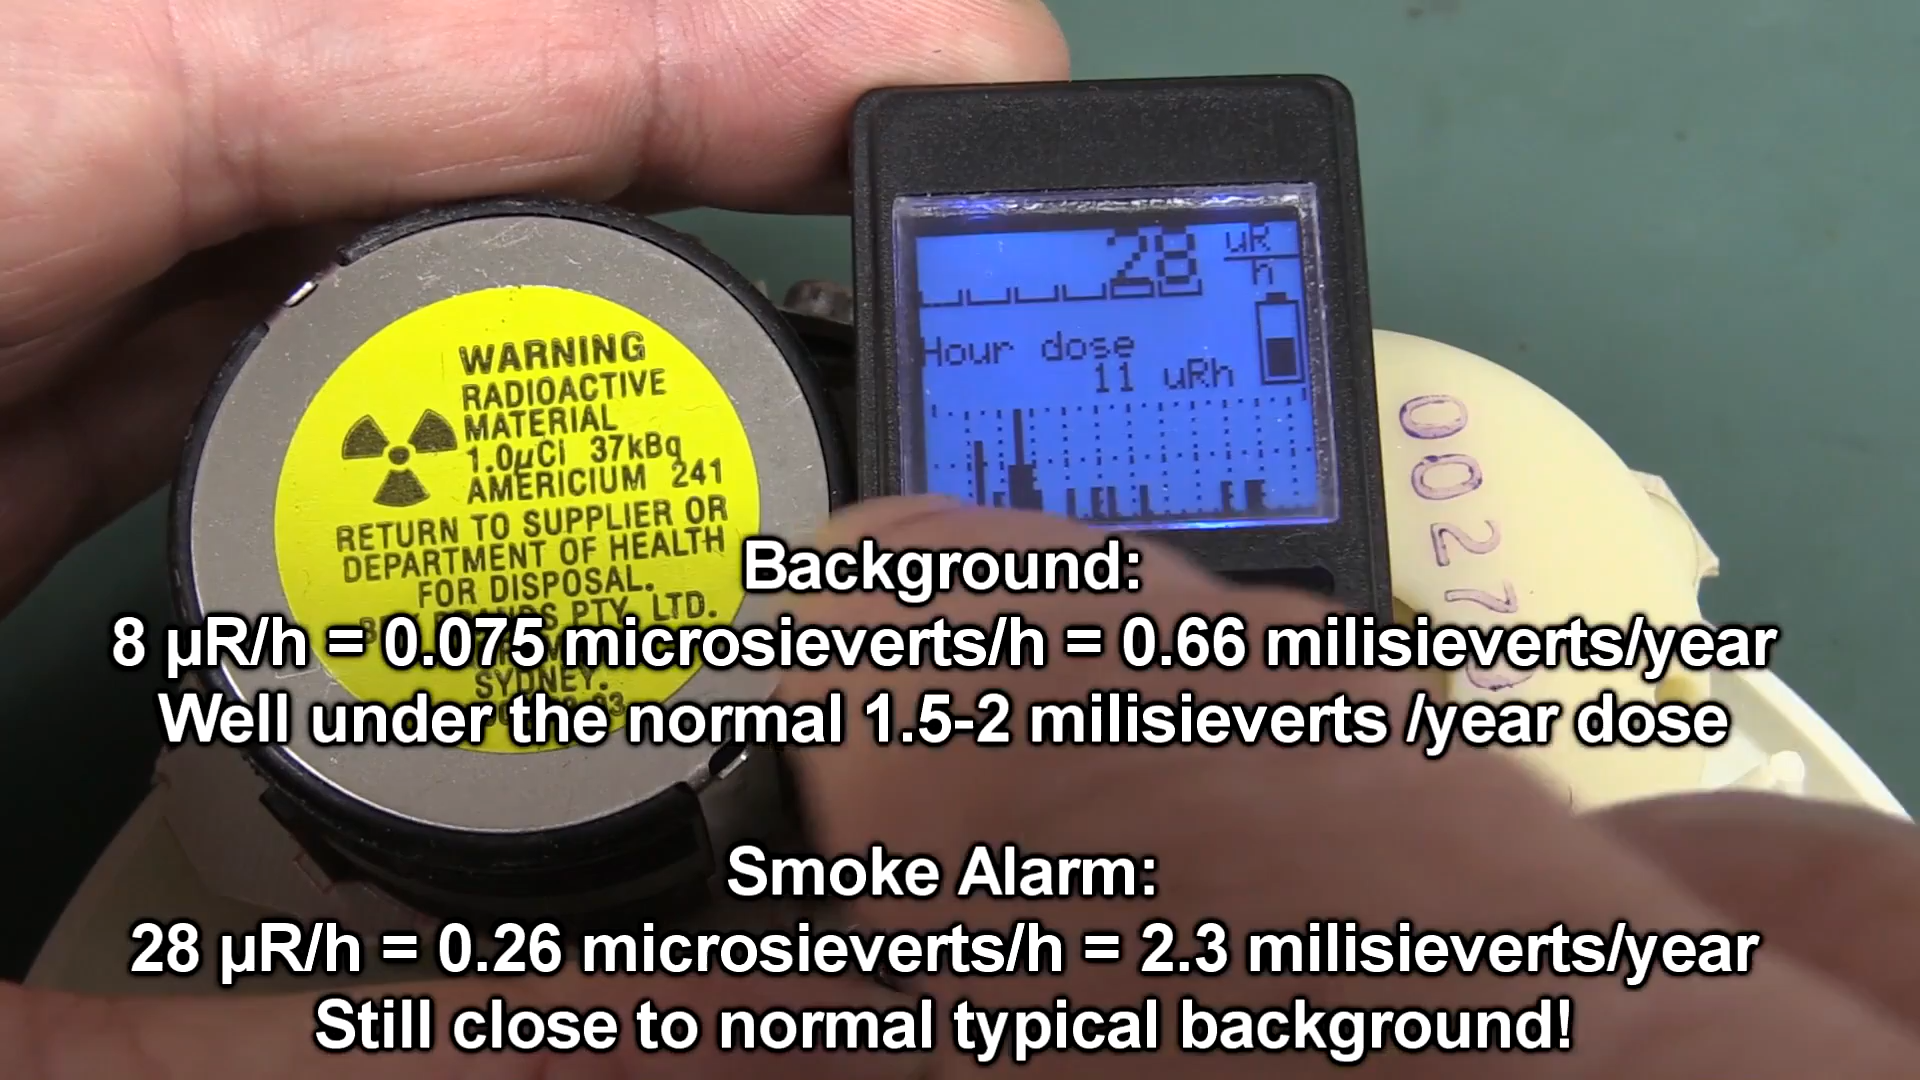 28 uR
h
Hour dose
11 uRh
WARNING
RADIOACTIVE
MATERIAL
1.0µCi 37kBq
AMERICIUM 241
RETURN TO SUPPLIER OR
DEPARTMENT OF HEALTH
FOR DISPOSAL.
PTY. LTD.
SYDNEY.
0027
Background:
8 µR/h = 0.075 microsieverts/h = 0.66 milisieverts/year
Well under the normal 1.5-2 milisieverts /year dose
Smoke Alarm:
28 µR/h = 0.26 microsieverts/h = 2.3 milisieverts/year
Still close to normal typical background!